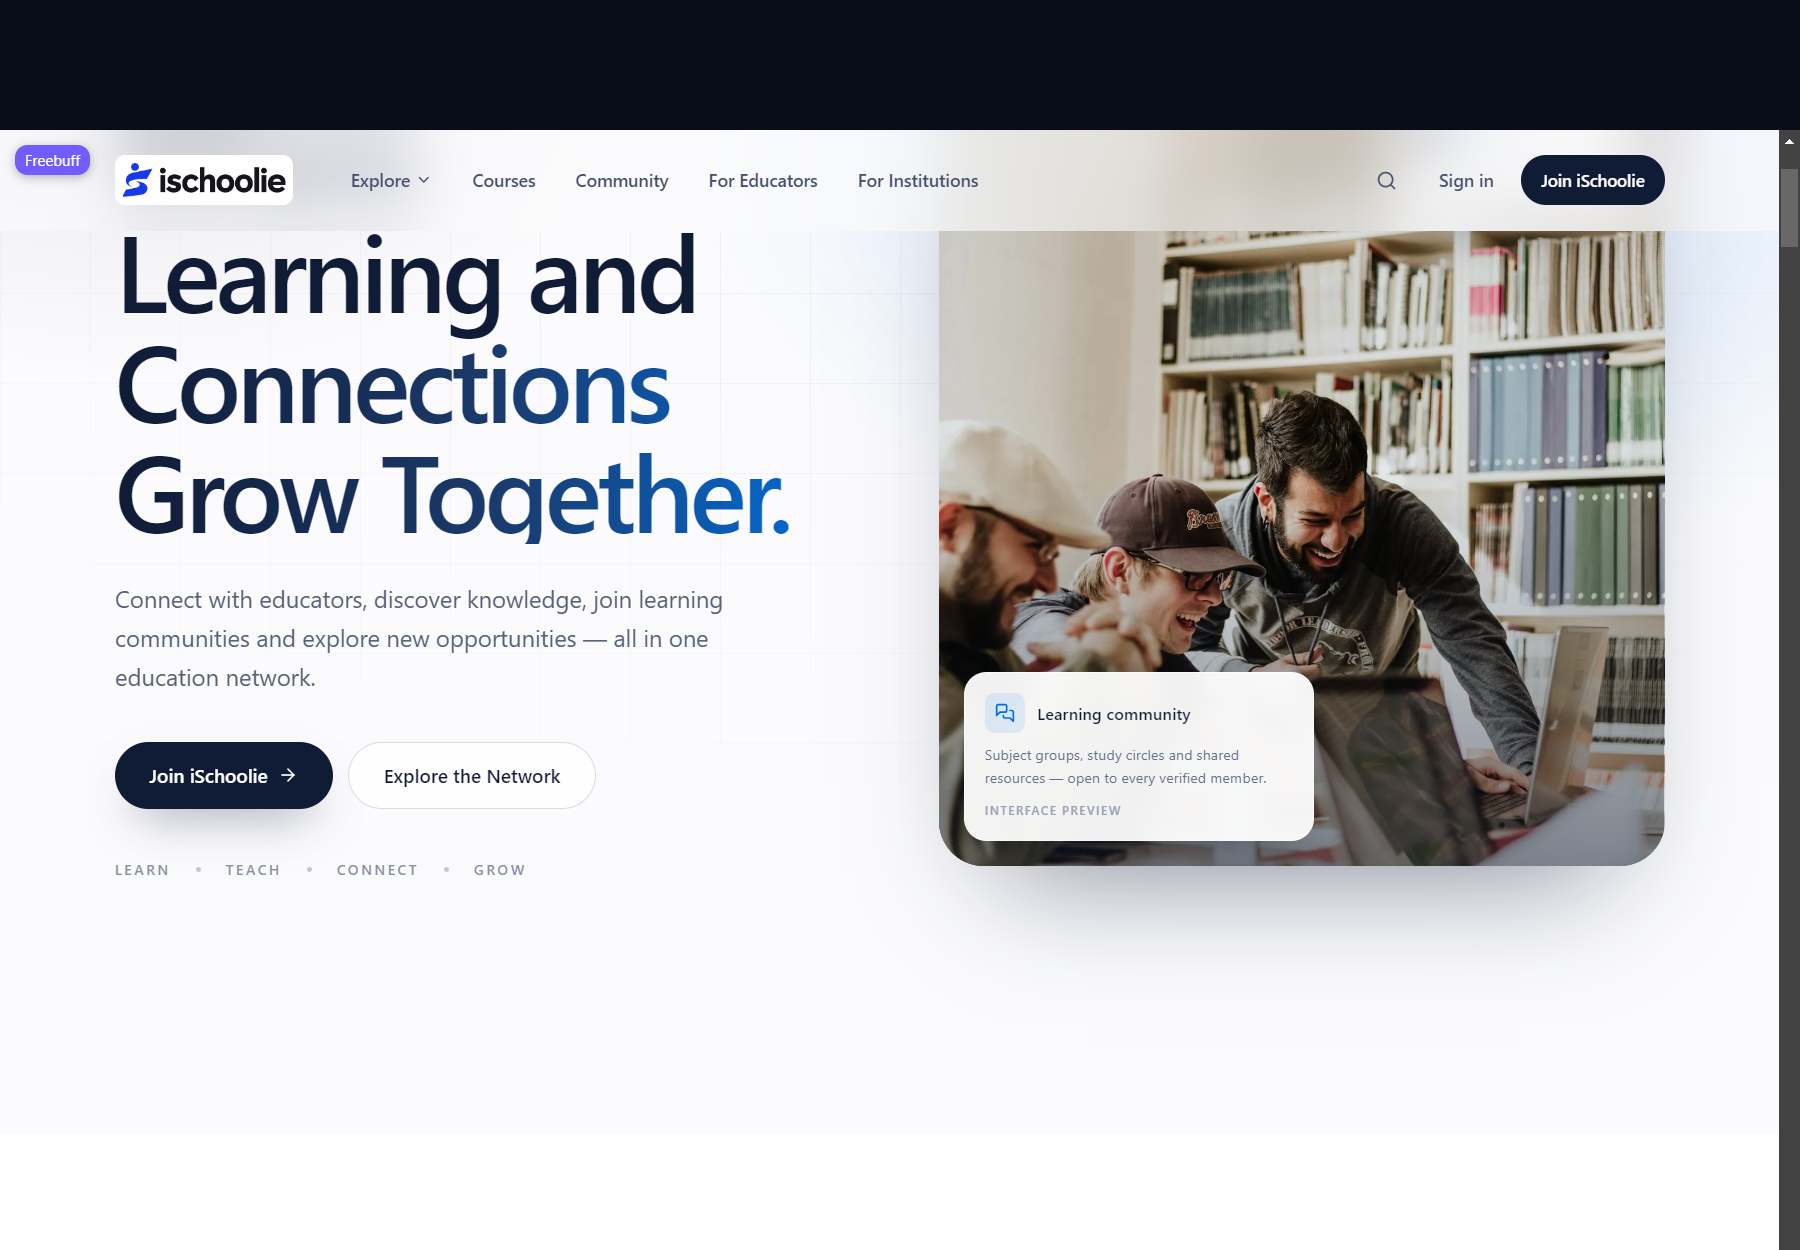 Freebuff
ischoolie
Explore
Courses
Community
For Educators
For Institutions
Sign in
Join iSchoolie
Learning and
Connections
Grow Together.
Connect with educators, discover knowledge, join learning
communities and explore new opportunities — all in one
education network.
Join iSchoolie
Explore the Network
LEARN • TEACH • CONNECT • GROW
Learning community
Subject groups, study circles and shared
resources — open to every verified member.
INTERFACE PREVIEW